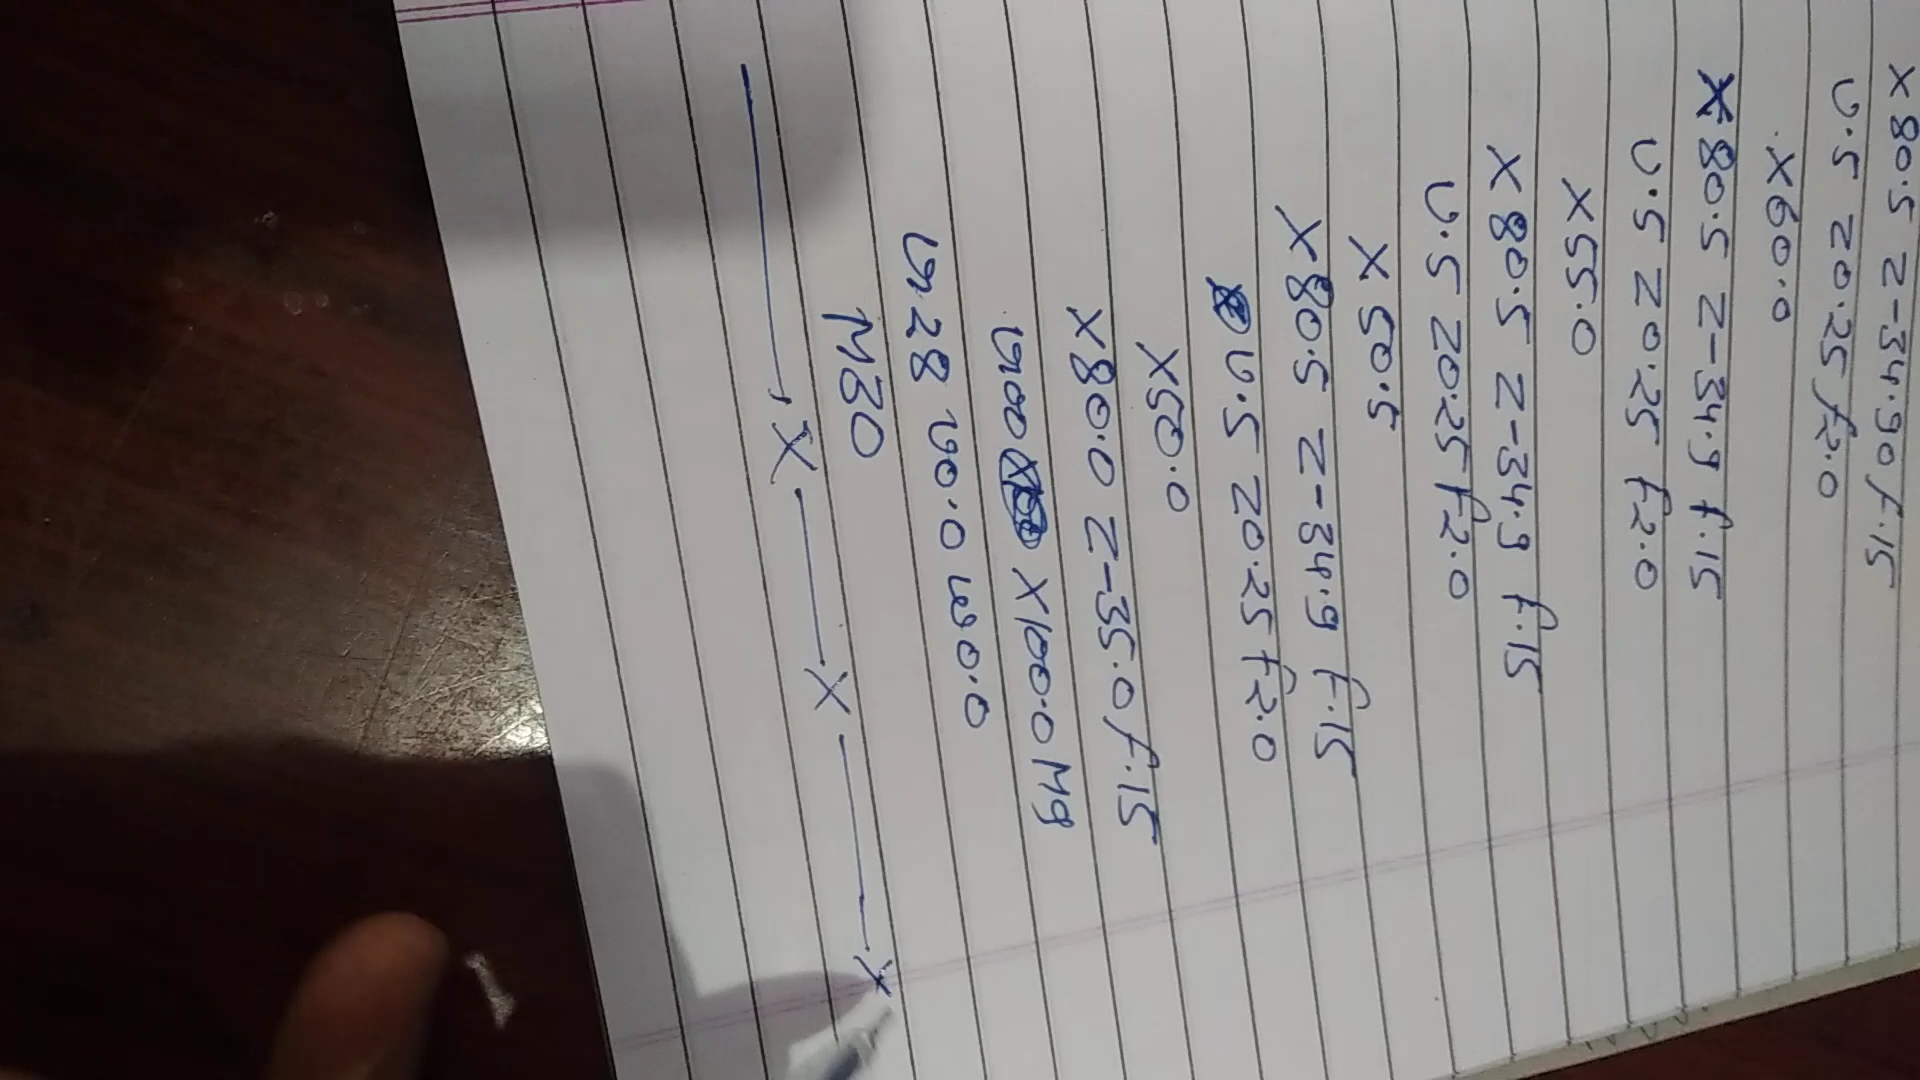 X80.5 Z-34.90 F.15
U.5 Z0.25 F2.0
X60.0
X80.5 Z-34.9 F.15
U.5 Z0.25 F2.0
X55.0
X80.5 Z-34.9 F.15
U.5 Z0.25 F2.0
X50.5
X80.5 Z-34.9 F.15
U.5 Z0.25 F2.0
X50.0
X80.0 Z-35.0 F.15
G00 X100.0 M9
G28 U0.0 W0.0
M30
X X X